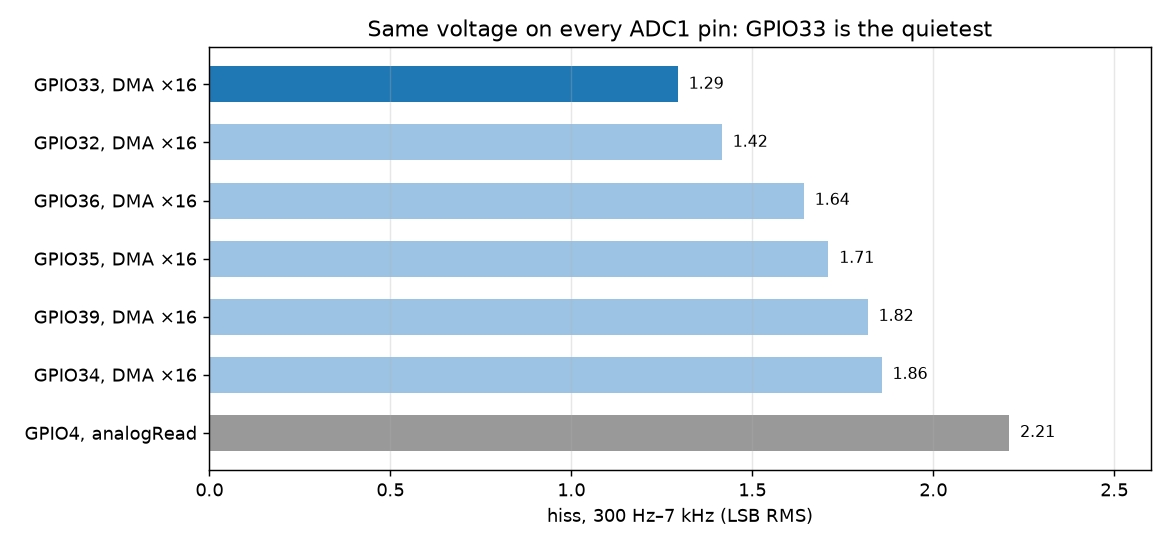 Same voltage on every ADC1 pin: GPIO33 is the quietest
GPIO33, DMA ×16 1.29
GPIO32, DMA ×16 1.42
GPIO36, DMA ×16 1.64
GPIO35, DMA ×16 1.71
GPIO39, DMA ×16 1.82
GPIO34, DMA ×16 1.86
GPIO4, analogRead 2.21
0.0 0.5 1.0 1.5 2.0 2.5
hiss, 300 Hz–7 kHz (LSB RMS)